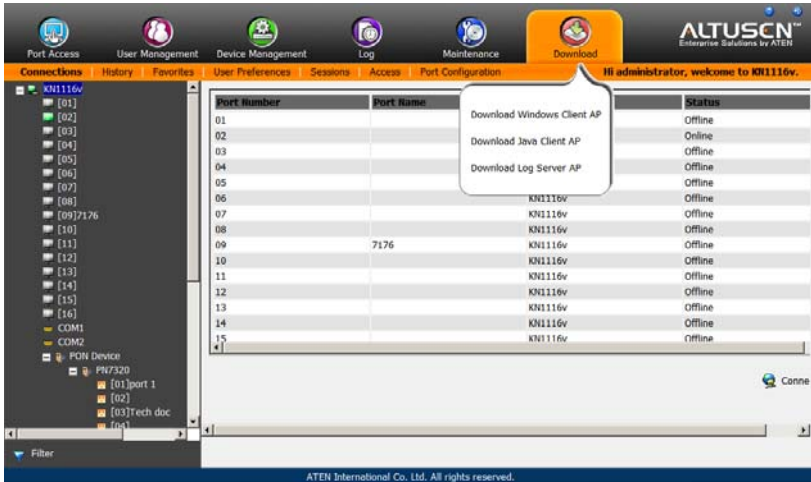 Port Access User Management Device Management Log Maintenance Download
ALTUSEN™
Enterprise Solutions by ATEN
Connections History Favorites User Preferences Sessions Access Port Configuration Hi administrator, welcome to KN1116v.
KN1116v
[01]
[02]
[03]
[04]
[05]
[06]
[07]
[08]
[09]7176
[10]
[11]
[12]
[13]
[14]
[15]
[16]
COM1
COM2
PON Device
PN7320
[01]port 1
[02]
[03]Tech doc
[04]
Filter
Port Number Port Name Status
01 Offline
02 Online
03 Offline
04 Offline
05 Offline
06 KN1116v Offline
07 KN1116v Offline
08 KN1116v Offline
09 7176 KN1116v Offline
10 KN1116v Offline
11 KN1116v Offline
12 KN1116v Offline
13 KN1116v Offline
14 KN1116v Offline
15 KN1116v Offline
Download Windows Client AP
Download Java Client AP
Download Log Server AP
Conne
ATEN International Co. Ltd. All rights reserved.